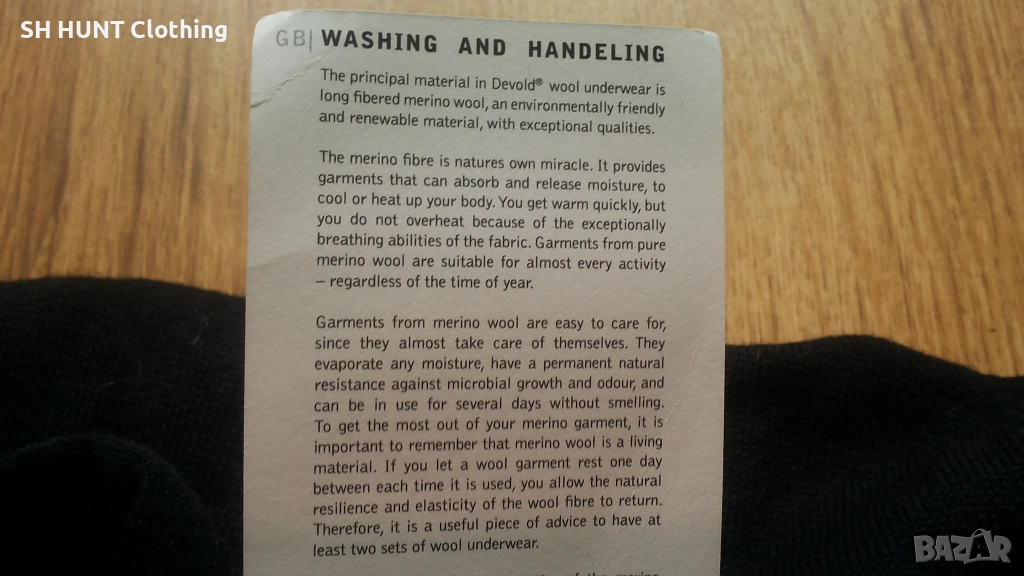 SH HUNT Clothing
GB| WASHING AND HANDELING
The principal material in Devold® wool underwear is
long fibered merino wool, an environmentally friendly
and renewable material, with exceptional qualities.
The merino fibre is natures own miracle. It provides
garments that can absorb and release moisture, to
cool or heat up your body. You get warm quickly, but
you do not overheat because of the exceptionally
breathing abilities of the fabric. Garments from pure
merino wool are suitable for almost every activity
– regardless of the time of year.
Garments from merino wool are easy to care for,
since they almost take care of themselves. They
evaporate any moisture, have a permanent natural
resistance against microbial growth and odour, and
can be in use for several days without smelling.
To get the most out of your merino garment, it is
important to remember that merino wool is a living
material. If you let a wool garment rest one day
between each time it is used, you allow the natural
resilience and elasticity of the wool fibre to return.
Therefore, it is a useful piece of advice to have at
least two sets of wool underwear.
of the merino
BAZAR